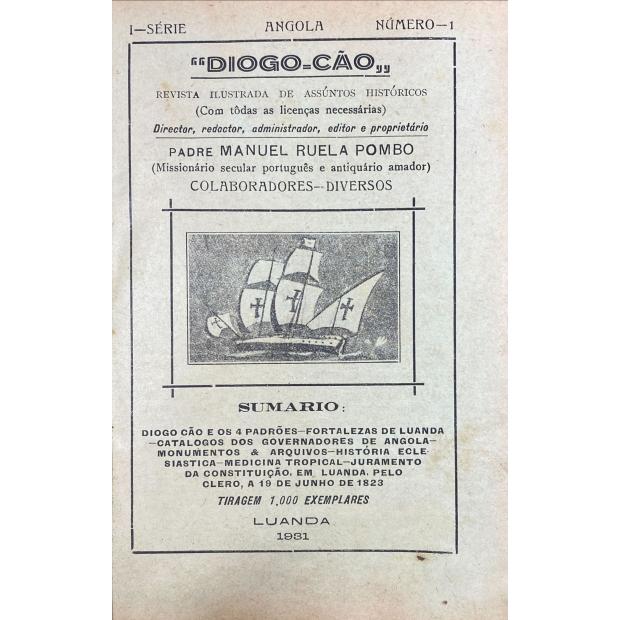 I—SÉRIE ANGOLA NÚMERO—1
"DIOGO=CÃO„
REVISTA ILUSTRADA DE ASSÚNTOS HISTÓRICOS
(Com tôdas as licenças necessárias)
Director, redactor, administrador, editor e proprietário
PADRE MANUEL RUELA POMBO
(Missionário secular português e antiquário amador)
COLABORADORES—DIVERSOS
SUMARIO:
DIOGO CÃO E OS 4 PADRÕES—FORTALEZAS DE LUANDA
—CATALOGOS DOS GOVERNADORES DE ANGOLA—
MONUMENTOS & ARQUIVOS—HISTÓRIA ECLE-
SIASTICA—MEDICINA TROPICAL—JURAMENTO
DA CONSTITUIÇÃO, EM LUANDA, PELO
CLERO, A 19 DE JUNHO DE 1823
TIRAGEM 1.000 EXEMPLARES
LUANDA
1931